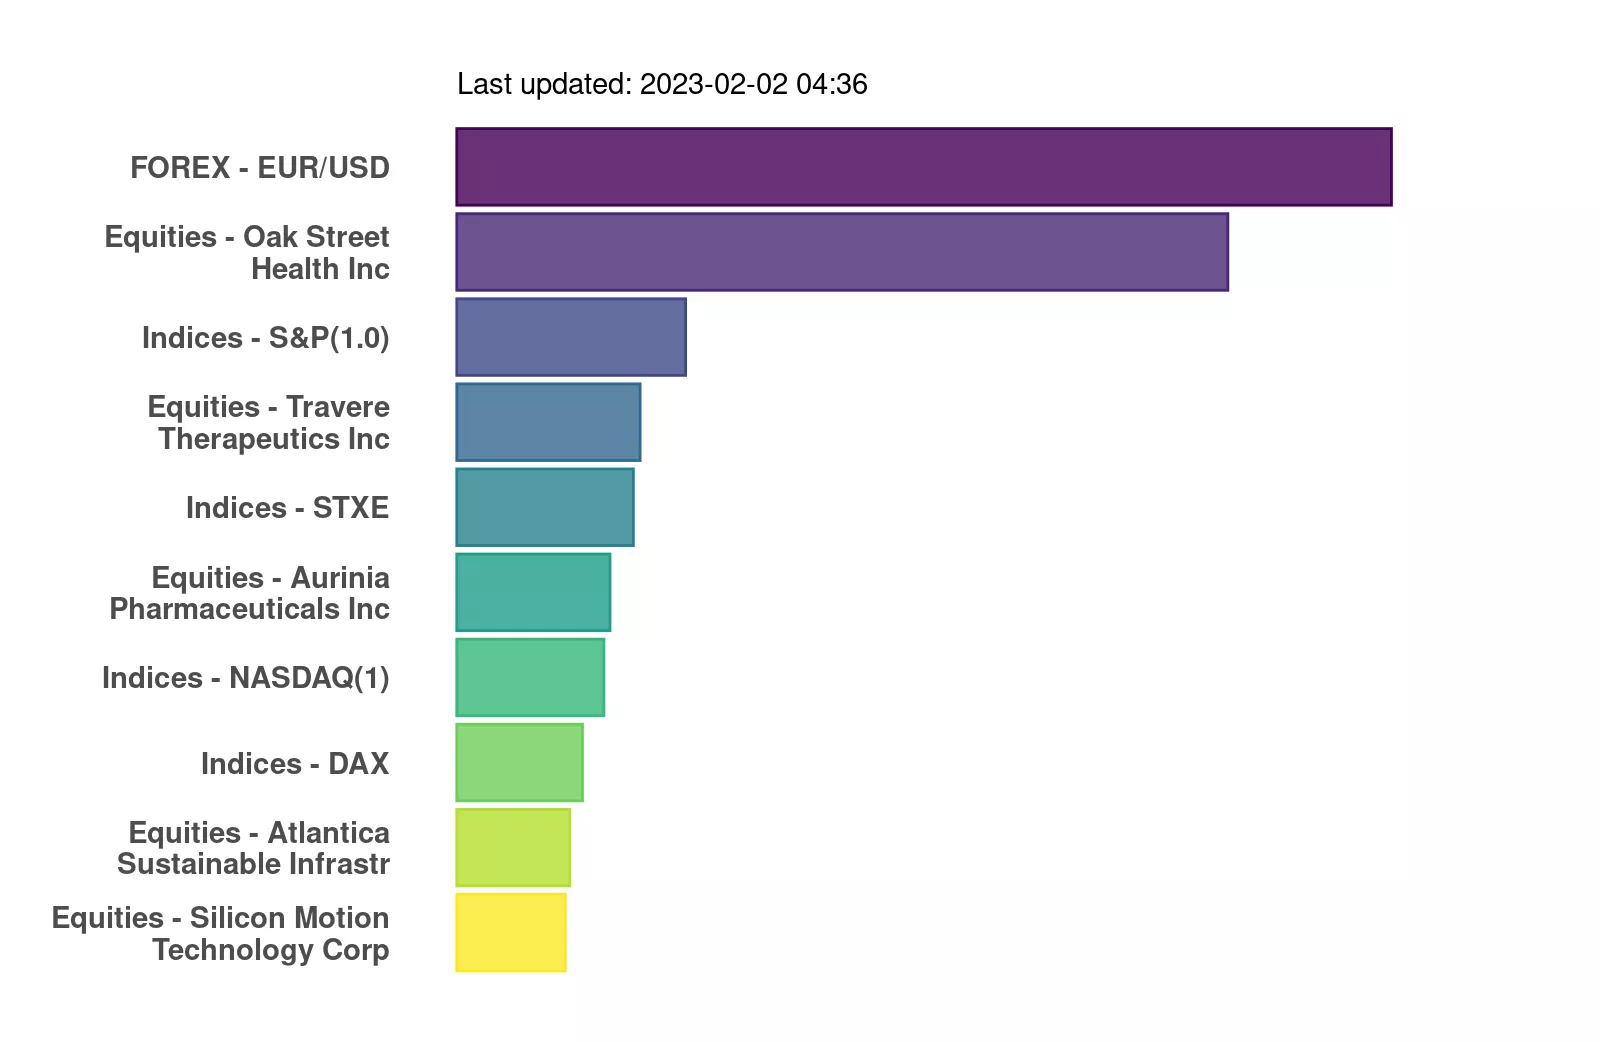 Last updated: 2023-02-02 04:36
FOREX - EUR/USD
Equities - Oak Street
Health Inc
Indices - S&P(1.0)
Equities - Travere
Therapeutics Inc
Indices - STXE
Equities - Aurinia
Pharmaceuticals Inc
Indices - NASDAQ(1)
Indices - DAX
Equities - Atlantica
Sustainable Infrastr
Equities - Silicon Motion
Technology Corp